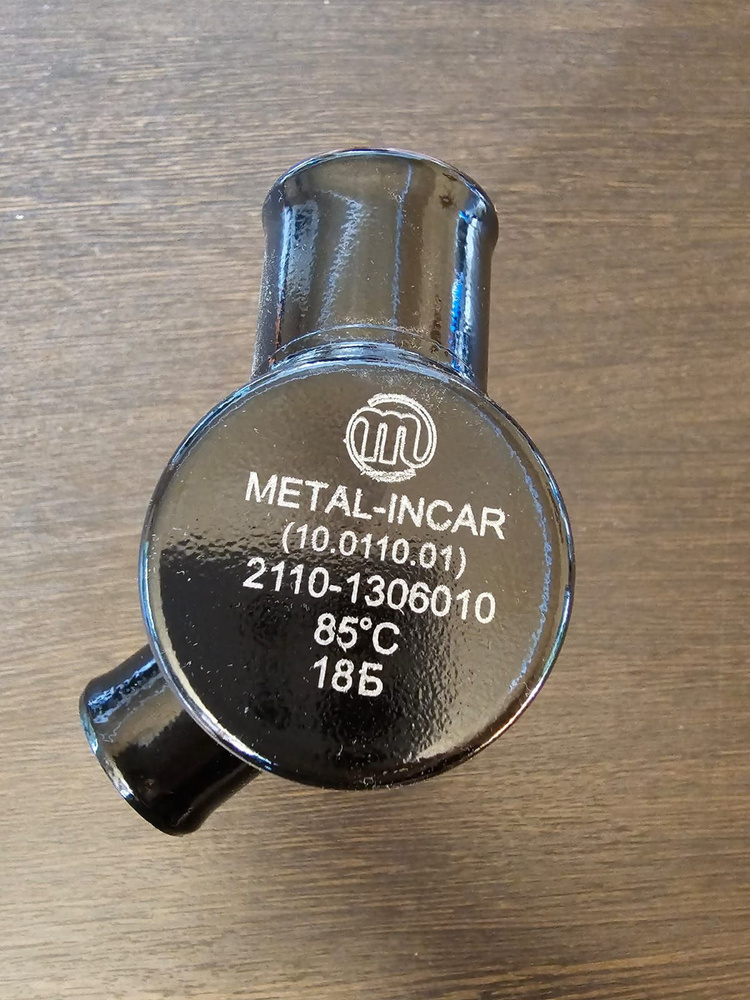 m
METAL-INCAR
(10.0110.01)
2110-1306010
85°C
18Б